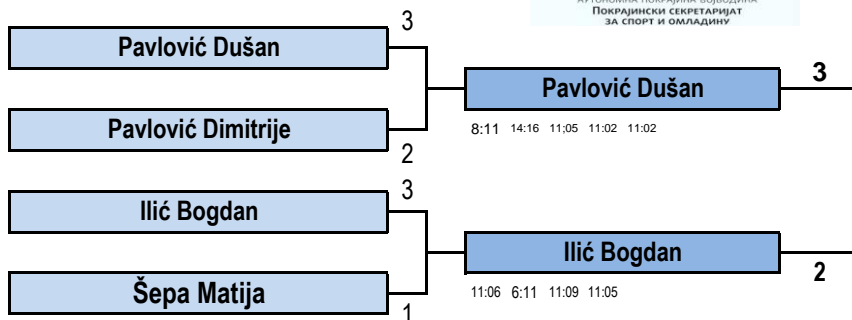 АУТОНОМНА ПОКРАЈИНА ВОЈВОДИНА
ПОКРАЈИНСКИ СЕКРЕТАРИЈАТ
ЗА СПОРТ И ОМЛАДИНУ
3
Pavlović Dušan
Pavlović Dušan
3
8:11 14:16 11;05 11:02 11:02
Pavlović Dimitrije
2
3
Ilić Bogdan
Ilić Bogdan
2
11:06 6:11 11:09 11:05
Šepa Matija
1